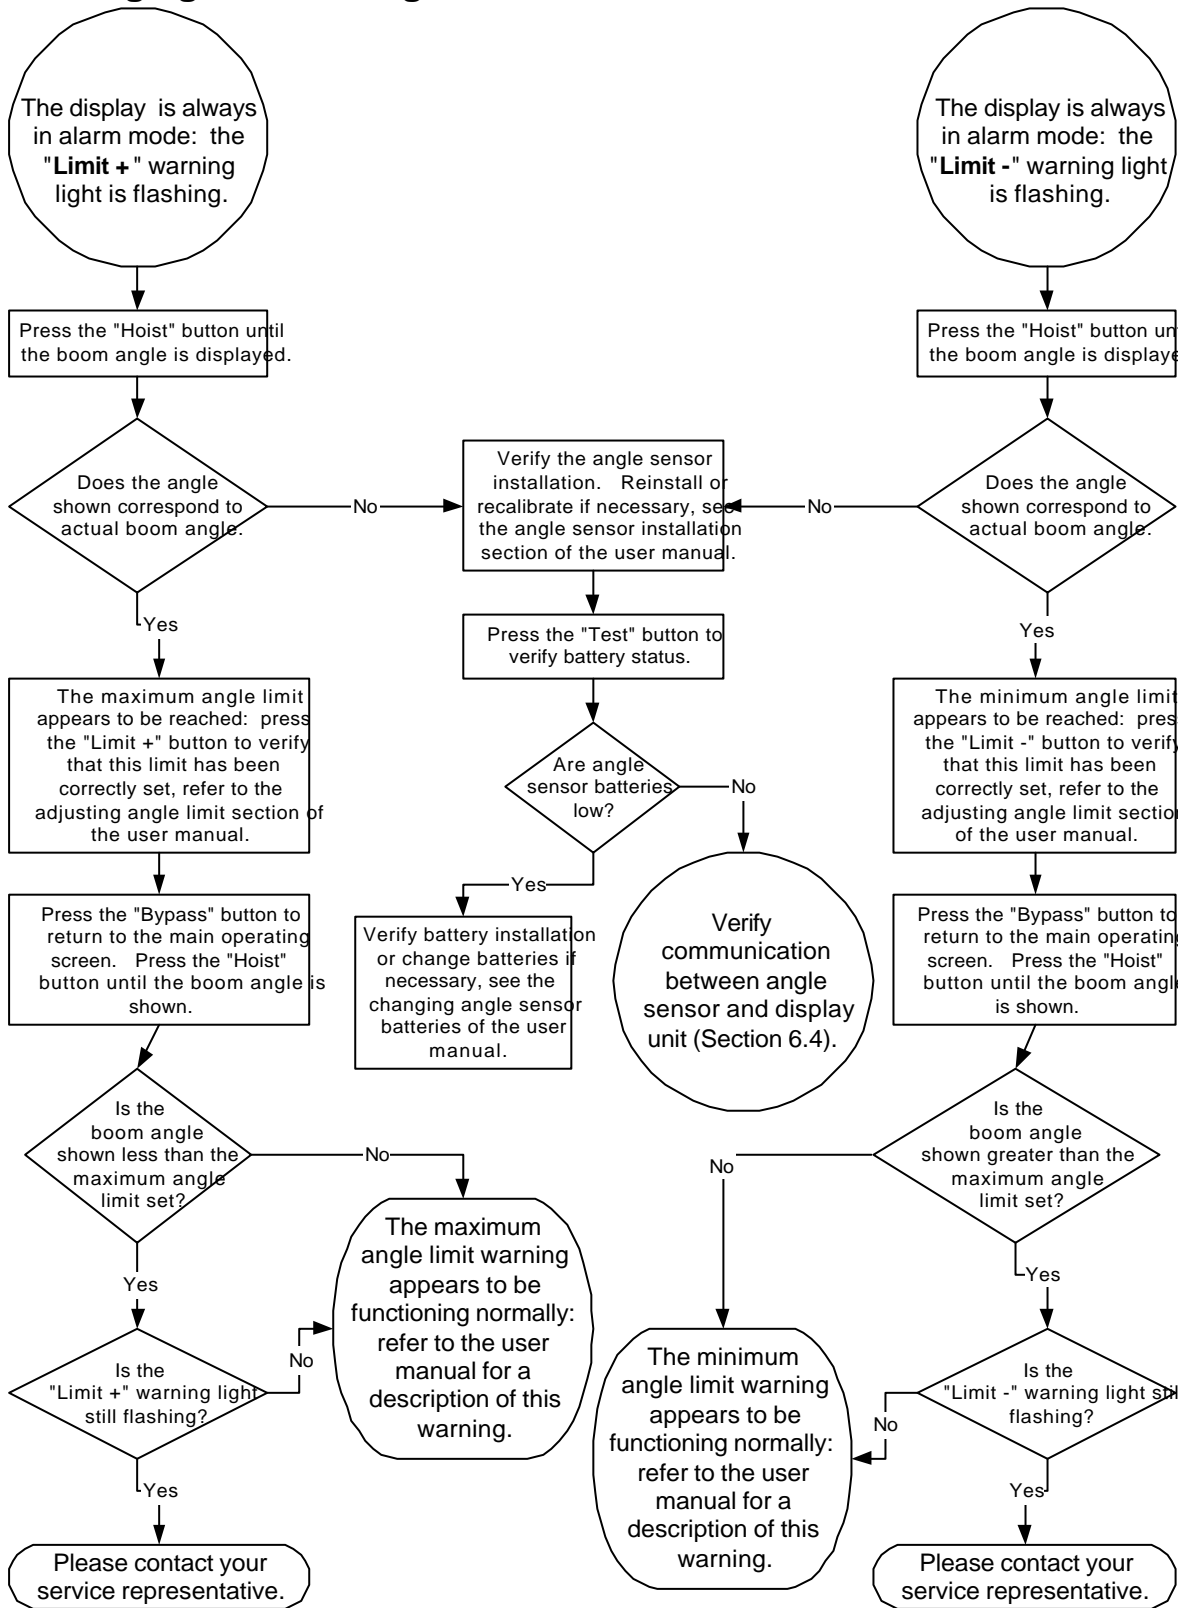 The display is always
in alarm mode: the
"Limit +" warning
light is flashing.
The display is always
in alarm mode: the
"Limit -" warning light
is flashing.
Press the "Hoist" button until
the boom angle is displayed.
Press the "Hoist" button
the boom angle is
Does the angle
shown correspond to
actual boom angle.
No
Verify the angle sensor
installation. Reinstall or
recalibrate if necessary, see
the angle sensor installation
section of the user manual.
No
Does the angle
shown correspond to
actual boom angle.
Yes
Press the "Test" button to
verify battery status.
Yes
The maximum angle limit
appears to be reached: press
the "Limit +" button to verify
that this limit has been
correctly set, refer to the
adjusting angle limit section of
the user manual.
Are angle
sensor batteries
low?
No
Yes
The minimum angle limit
appears to be reached: press
the "Limit -" button to verify
that this limit has been
correctly set, refer to the
adjusting angle limit section
of the user manual.
Press the "Bypass" button to
return to the main operating
screen. Press the "Hoist"
button until the boom angle is
shown.
Verify battery installation
or change batteries if
necessary, see the
changing angle sensor
batteries of the user
manual.
Verify
communication
between angle
sensor and display
unit (Section 6.4).
Press the "Bypass" button to
return to the main operating
screen. Press the "Hoist"
button until the boom angle
is shown.
Is the
boom angle
shown less than the
maximum angle
limit set?
No
No
Is the
boom angle
shown greater than the
maximum angle
limit set?
Yes
The maximum
angle limit warning
appears to be
functioning normally:
refer to the user
manual for a
description of this
warning.
Yes
Is the
"Limit +" warning light
still flashing?
No
The minimum
angle limit warning
appears to be
functioning normally:
refer to the user
manual for a
description of this
warning.
No
Is the
"Limit -" warning light still
flashing?
Yes
Yes
Please contact your
service representative.
Please contact your
service representative.